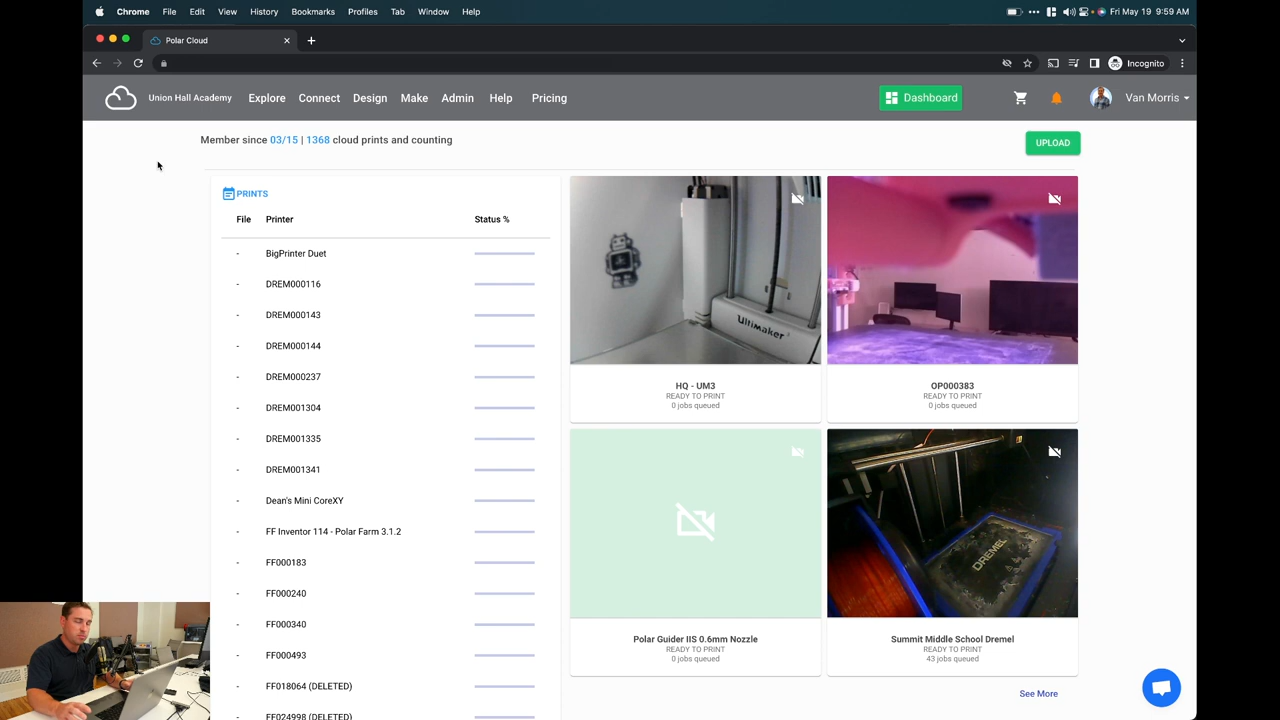 Chrome File Edit View History Bookmarks Profiles Tab Window Help Fri May 19 9:59 AM
Polar Cloud
Incognito
Union Hall Academy Explore Connect Design Make Admin Help Pricing Dashboard Van Morris
Member since 03/15 | 1368 cloud prints and counting
UPLOAD
PRINTS
File Printer Status %
- BigPrinter Duet
- DREM000116
- DREM000143
- DREM000144
- DREM000237
- DREM001304
- DREM001335
- DREM001341
- Dean's Mini CoreXY
- FF Inventor 114 - Polar Farm 3.1.2
- FF000183
- FF000240
- FF000340
- FF000493
- FF018064 (DELETED)
- FF024998 (DELETED)
Ultimaker
HQ - UM3
READY TO PRINT
0 jobs queued
OP000383
READY TO PRINT
0 jobs queued
Polar Guider IIS 0.6mm Nozzle
READY TO PRINT
0 jobs queued
DREMEL
Summit Middle School Dremel
READY TO PRINT
43 jobs queued
See More